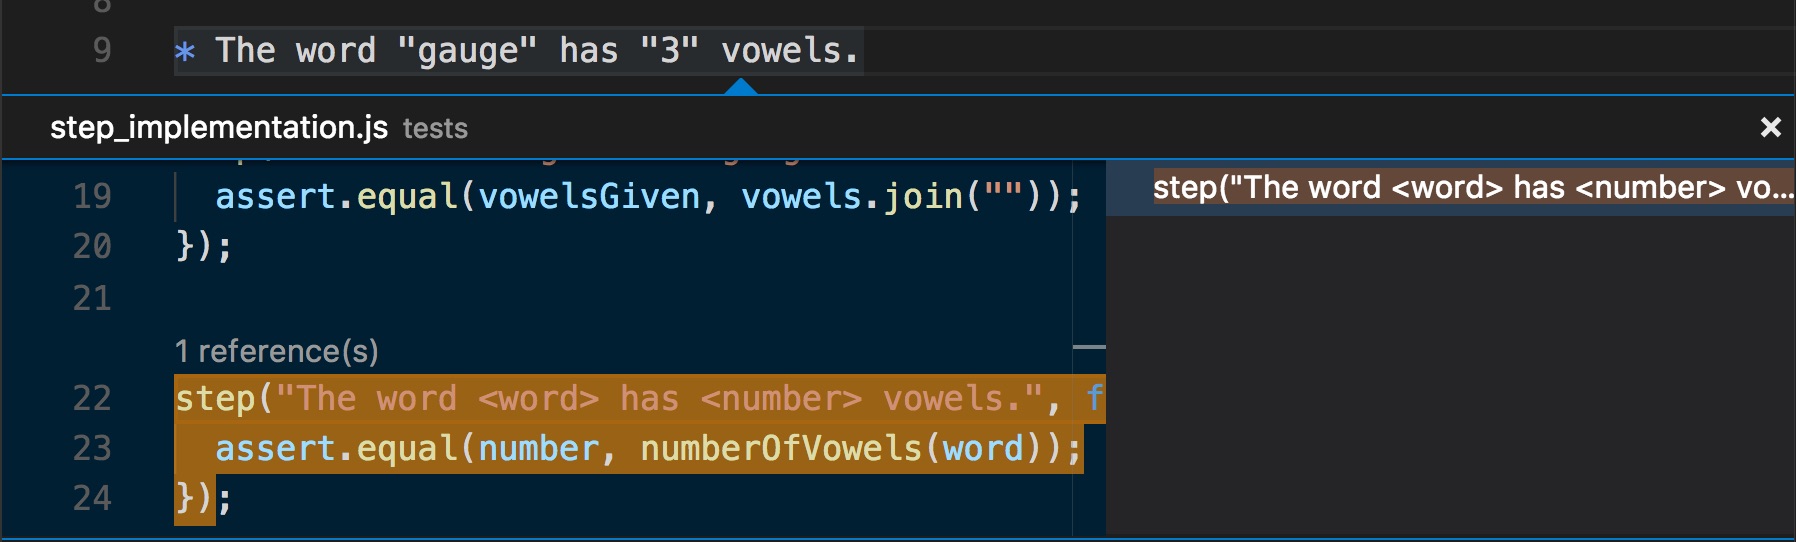 9 * The word "gauge" has "3" vowels.
step_implementation.js tests ×
19 assert.equal(vowelsGiven, vowels.join(""));
step("The word <word> has <number> vo...
20 });
21
1 reference(s)
22 step("The word <word> has <number> vowels.", f
23 assert.equal(number, numberOfVowels(word));
24 });